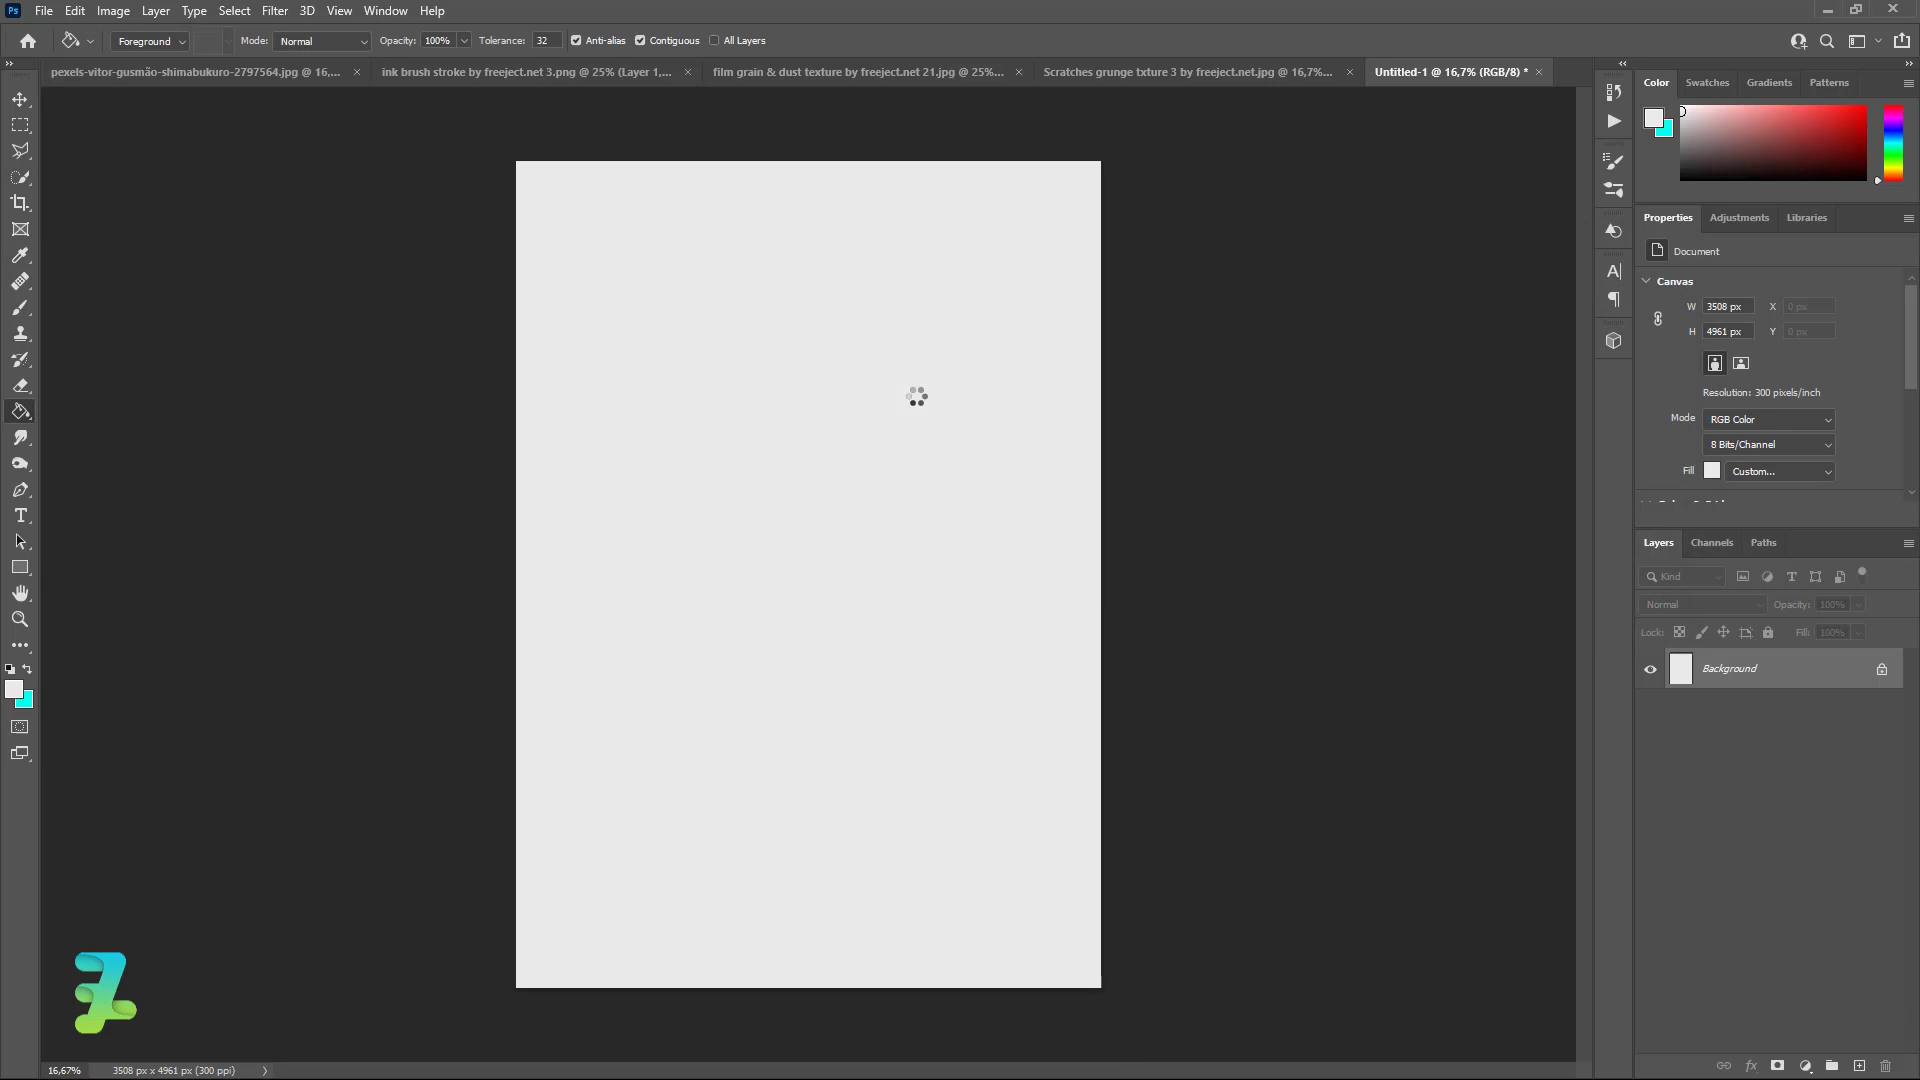 Ps File Edit Image Layer Type Select Filter 3D View Window Help
Foreground Mode: Normal Opacity: 100% Tolerance: 32 Anti-alias Contiguous All Layers
pexels-vitor-gusmão-shimabukuro-2797564.jpg @ 16,... ink brush stroke by freeject.net 3.png @ 25% (Layer 1,... film grain & dust texture by freeject.net 21.jpg @ 25%... Scratches grunge txture 3 by freeject.net.jpg @ 16,7%... Untitled-1 @ 16,7% (RGB/8) *
Color Swatches Gradients Patterns
Properties Adjustments Libraries
Document
Canvas
W 3508 px X 0 px
H 4961 px Y 0 px
Resolution: 300 pixels/inch
Mode RGB Color
8 Bits/Channel
Fill Custom...
Layers Channels Paths
Kind
Normal Opacity: 100%
Lock: Fill: 100%
Background
16,67% 3508 px x 4961 px (300 ppi)